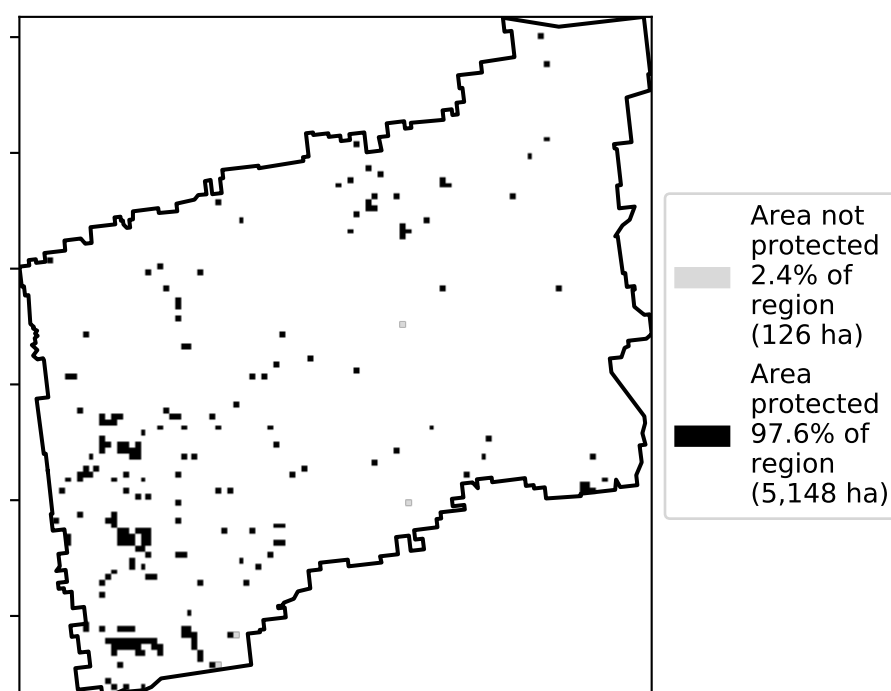 Area not
protected
2.4% of
region
(126 ha)
Area
protected
97.6% of
region
(5,148 ha)